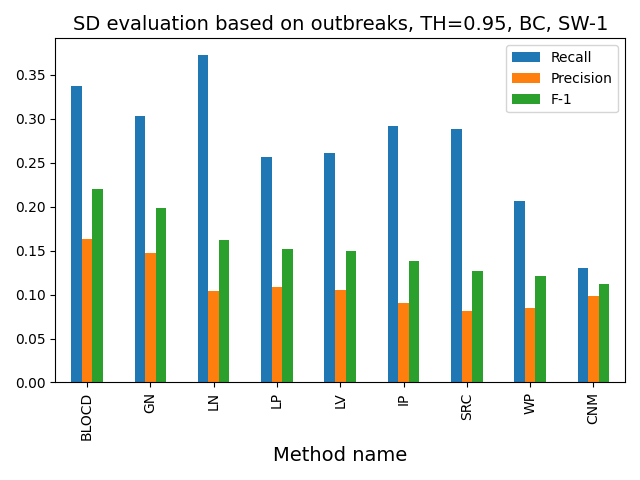 SD evaluation based on outbreaks, TH=0.95, BC, SW-1
Recall
Precision
F-1
0.35
0.30
0.25
0.20
0.15
0.10
0.05
0.00
BLOCD
GN
LN
LP
LV
IP
SRC
WP
CNM
Method name